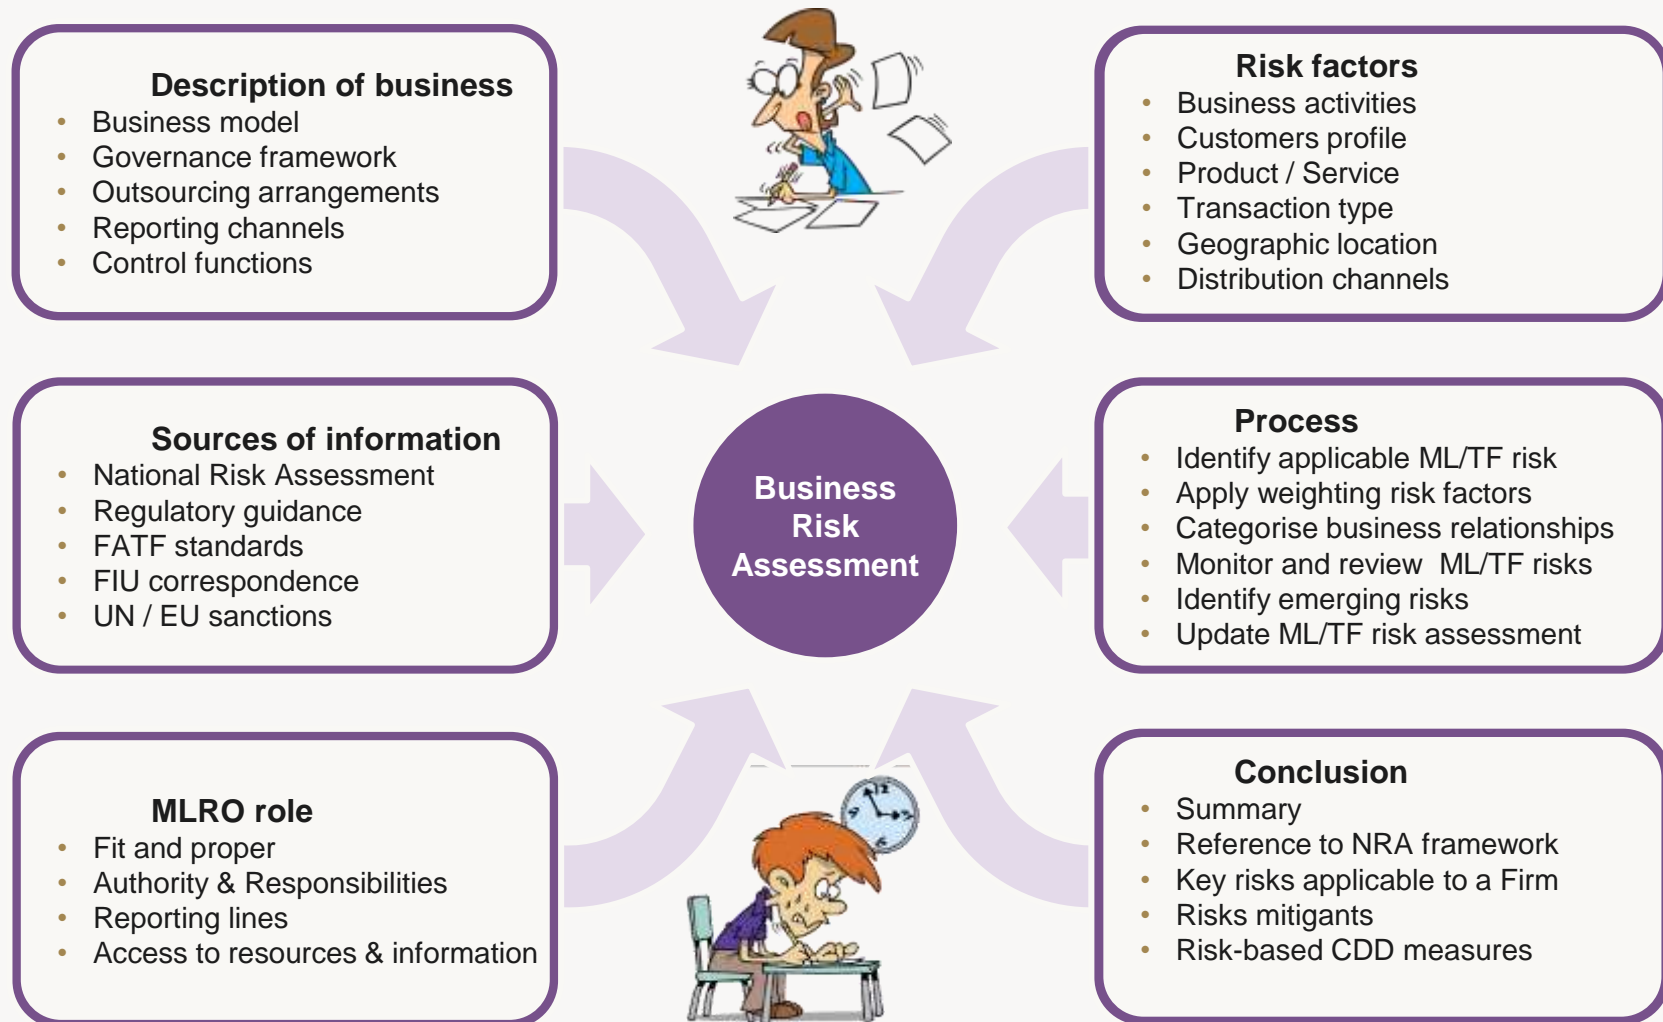 Description of business
• Business model
• Governance framework
• Outsourcing arrangements
• Reporting channels
• Control functions
Risk factors
• Business activities
• Customers profile
• Product / Service
• Transaction type
• Geographic location
• Distribution channels
Sources of information
• National Risk Assessment
• Regulatory guidance
• FATF standards
• FIU correspondence
• UN / EU sanctions
Business
Risk
Assessment
Process
• Identify applicable ML/TF risk
• Apply weighting risk factors
• Categorise business relationships
• Monitor and review  ML/TF risks
• Identify emerging risks
• Update ML/TF risk assessment
MLRO role
• Fit and proper
• Authority & Responsibilities
• Reporting lines
• Access to resources & information
12
Conclusion
• Summary
• Reference to NRA framework
• Key risks applicable to a Firm
• Risks mitigants
• Risk-based CDD measures